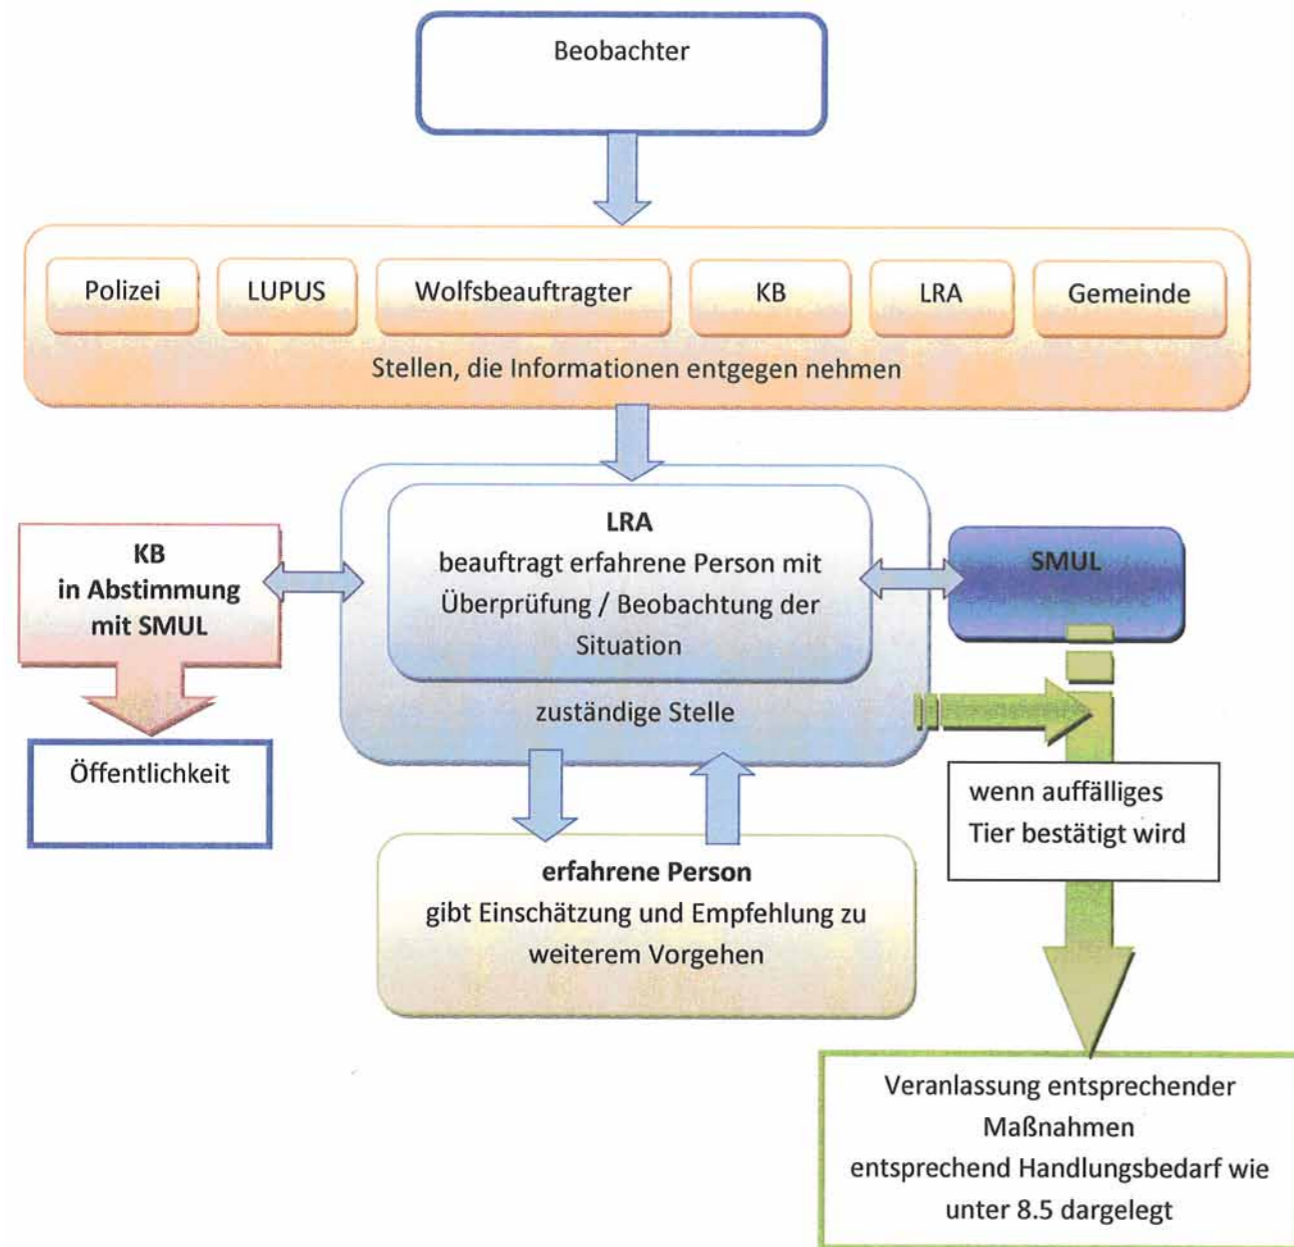 Beobachter
Polizei
LUPUS
Wolfsbeauftragter
KB
LRA
Gemeinde
Stellen, die Informationen entgegen nehmen
LRA
beauftragt erfahrene Person mit
Überprüfung / Beobachtung der
Situation
zuständige Stelle
KB
in Abstimmung
mit SMUL
SMUL
Öffentlichkeit
wenn auffälliges
Tier bestätigt wird
erfahrene Person
gibt Einschätzung und Empfehlung zu
weiterem Vorgehen
Veranlassung entsprechender
Maßnahmen
entsprechend Handlungsbedarf wie
unter 8.5 dargelegt